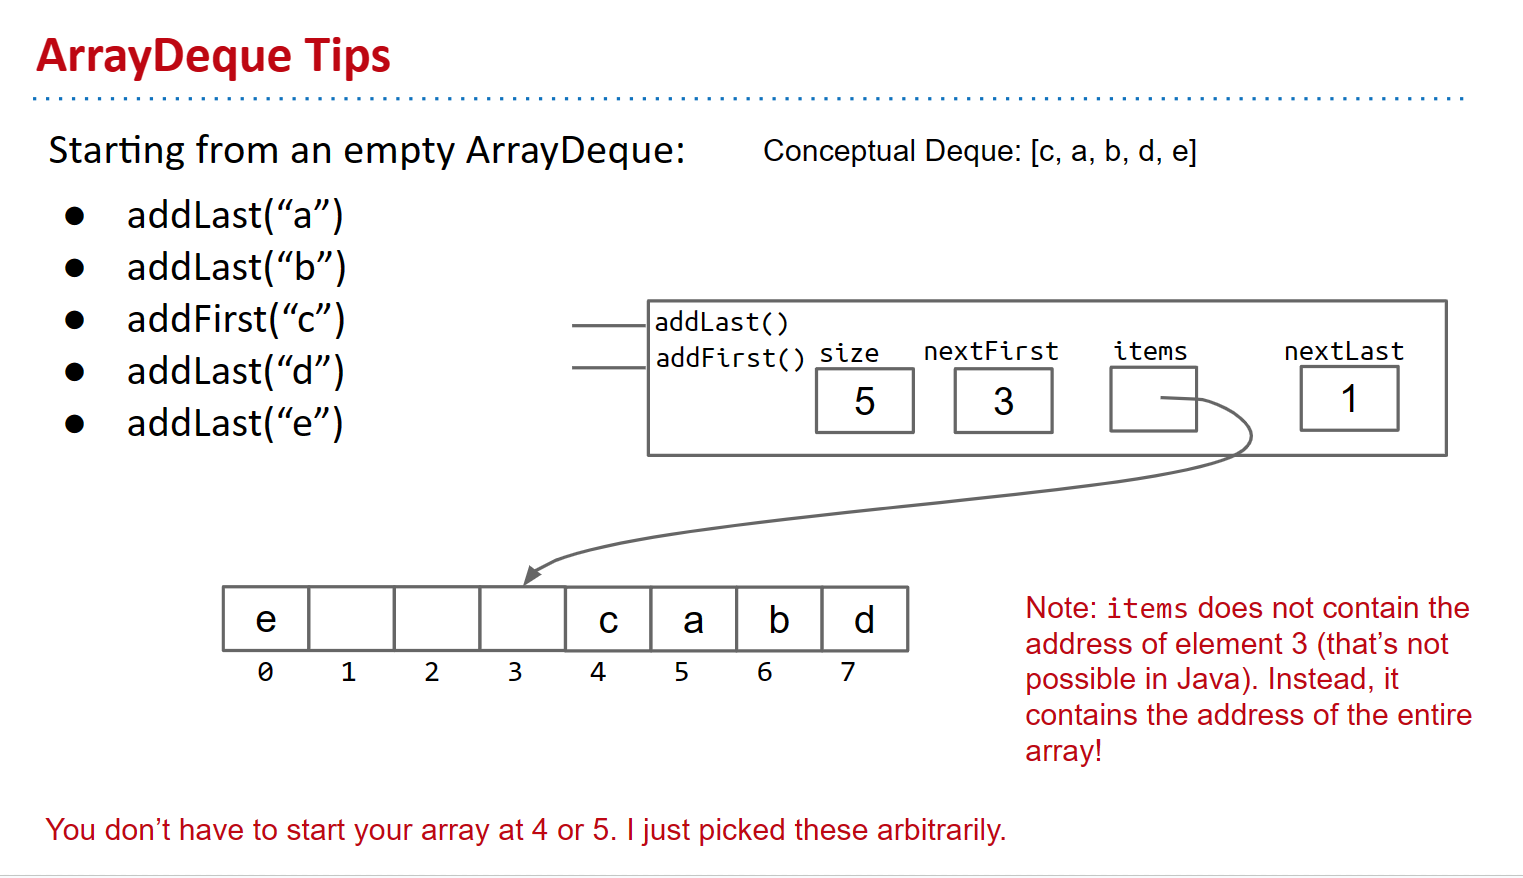 ArrayDeque Tips
Starting from an empty ArrayDeque:
Conceptual Deque: [c, a, b, d, e]
● addLast(“a”)
● addLast(“b”)
● addFirst(“c”)
● addLast(“d”)
● addLast(“e”)
addLast()
addFirst()
size
nextFirst
items
nextLast
5
3
1
e
c
a
b
d
0 1 2 3 4 5 6 7
Note: items does not contain the
address of element 3 (that’s not
possible in Java). Instead, it
contains the address of the entire
array!
You don’t have to start your array at 4 or 5. I just picked these arbitrarily.